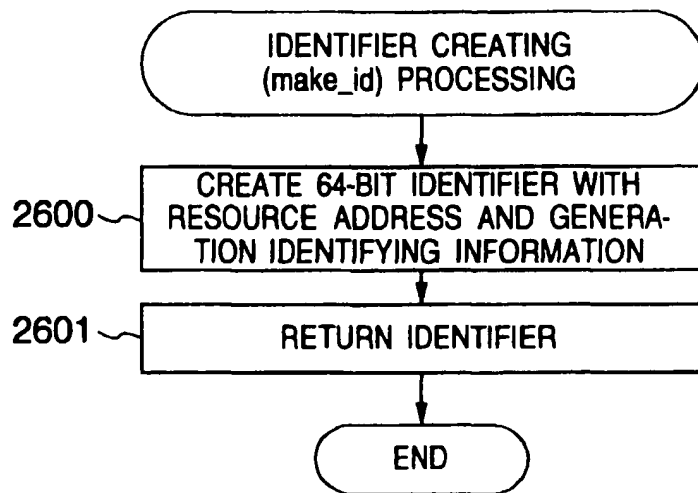 IDENTIFIER CREATING
(make_id) PROCESSING
CREATE 64-BIT IDENTIFIER WITH
2600
RESOURCE ADDRESS AND GENERA-
TION IDENTIFYING INFORMATION
2601
RETURN IDENTIFIER
END